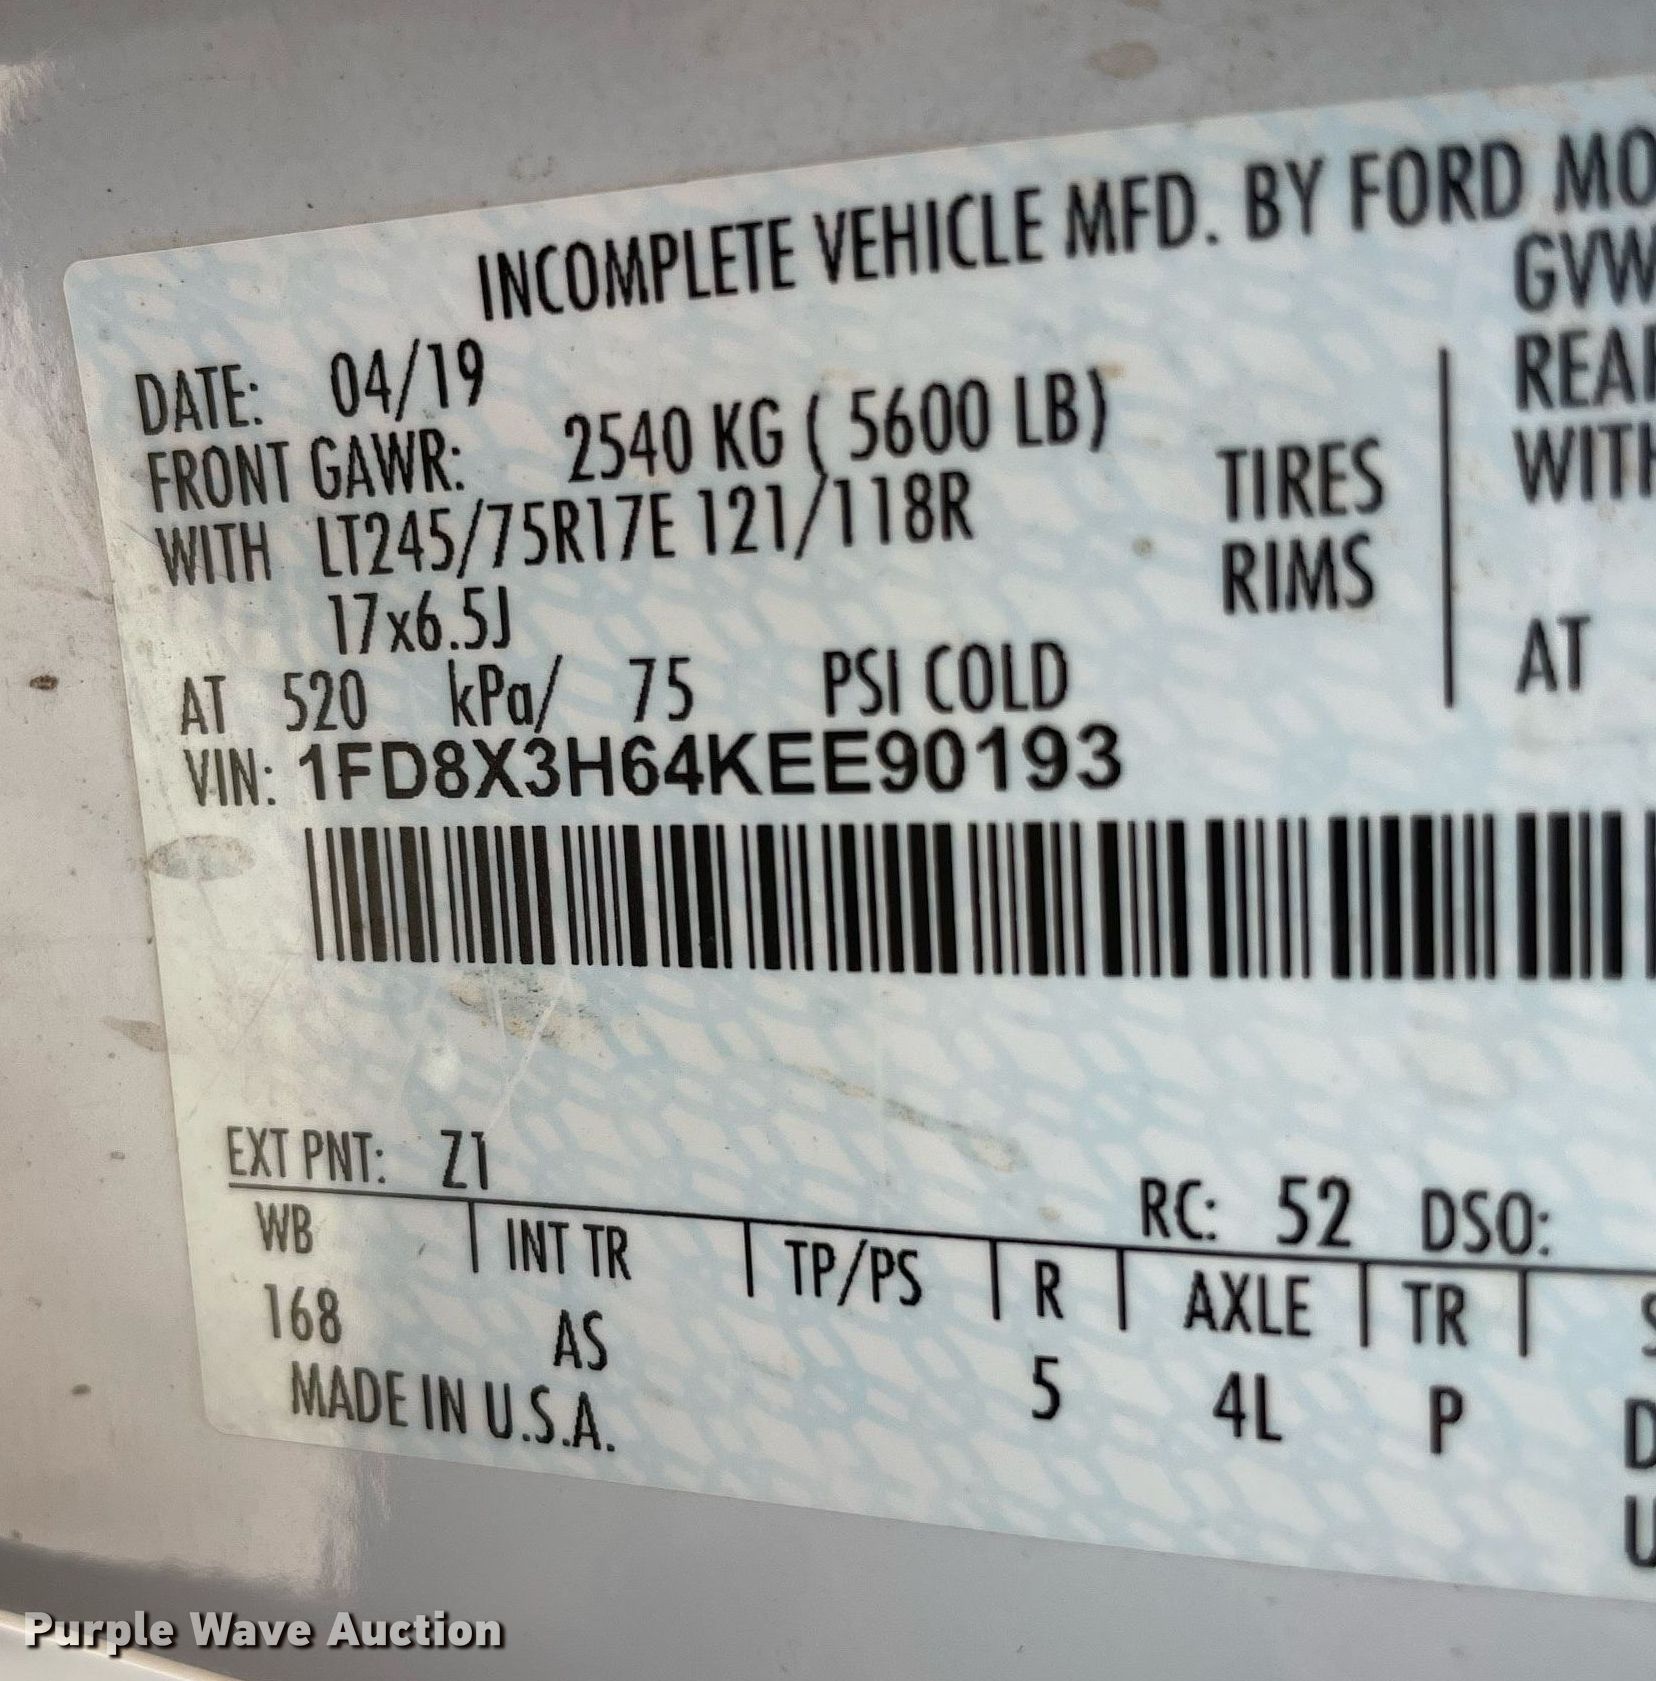 INCOMPLETE VEHICLE MFD. BY FORD MO
GVW
DATE: 04/19
FRONT GAWR: 2540 KG ( 5600 LB)
REAR
WITH LT245/75R17E 121/118R TIRES
WITH
17x6.5J RIMS
AT 520 kPa/ 75 PSI COLD
AT
VIN: 1FD8X3H64KEE90193
EXT PNT: Z1
RC: 52 DSO:
WB | INT TR | TP/PS | R | AXLE | TR | S
168 AS 5 4L P D
MADE IN U.S.A.
U
Purple Wave Auction